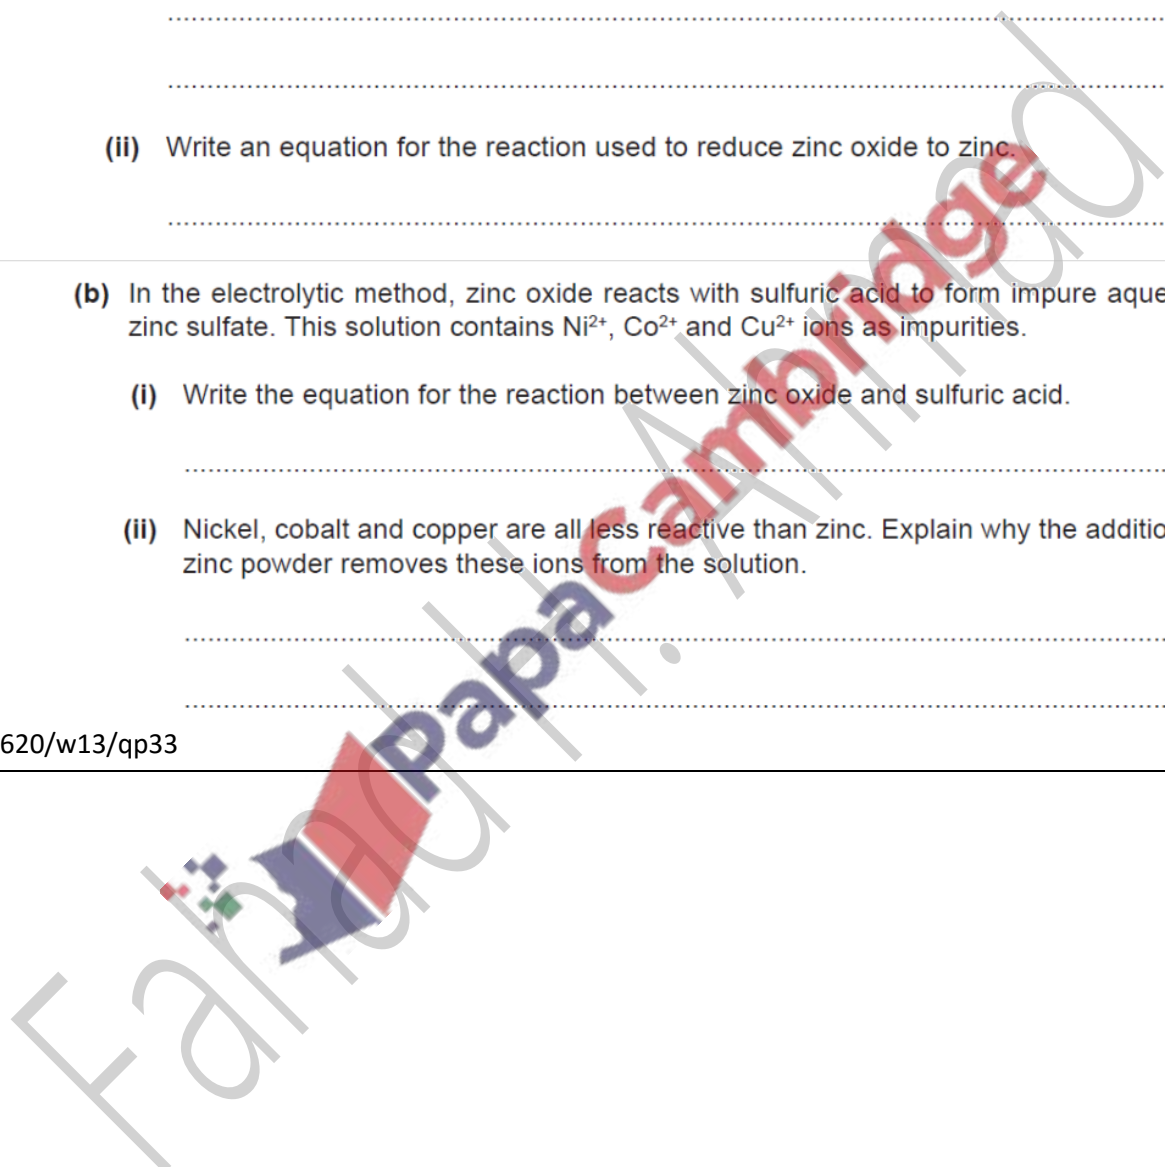 (ii) Write an equation for the reaction used to reduce zinc oxide to zinc.
(b) In the electrolytic method, zinc oxide reacts with sulfuric acid to form impure aque
zinc sulfate. This solution contains Ni²⁺, Co²⁺ and Cu²⁺ ions as impurities.
(i) Write the equation for the reaction between zinc oxide and sulfuric acid.
(ii) Nickel, cobalt and copper are all less reactive than zinc. Explain why the additio
zinc powder removes these ions from the solution.
620/w13/qp33
PapaCambridge
Fahad H. Ahmad